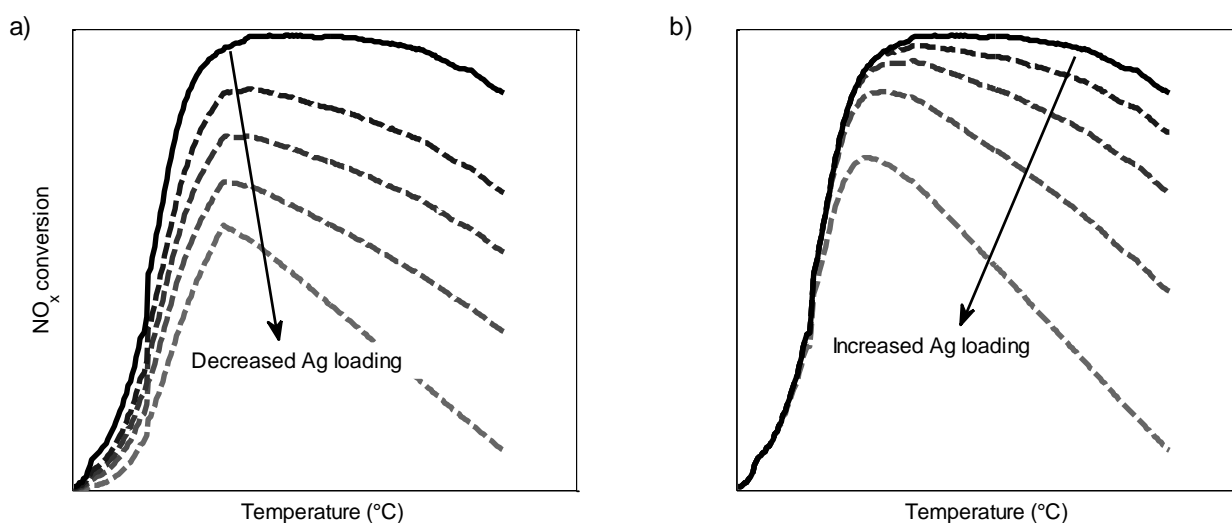 a)
NOx conversion
Decreased Ag loading
Temperature (°C)
b)
Increased Ag loading
Temperature (°C)